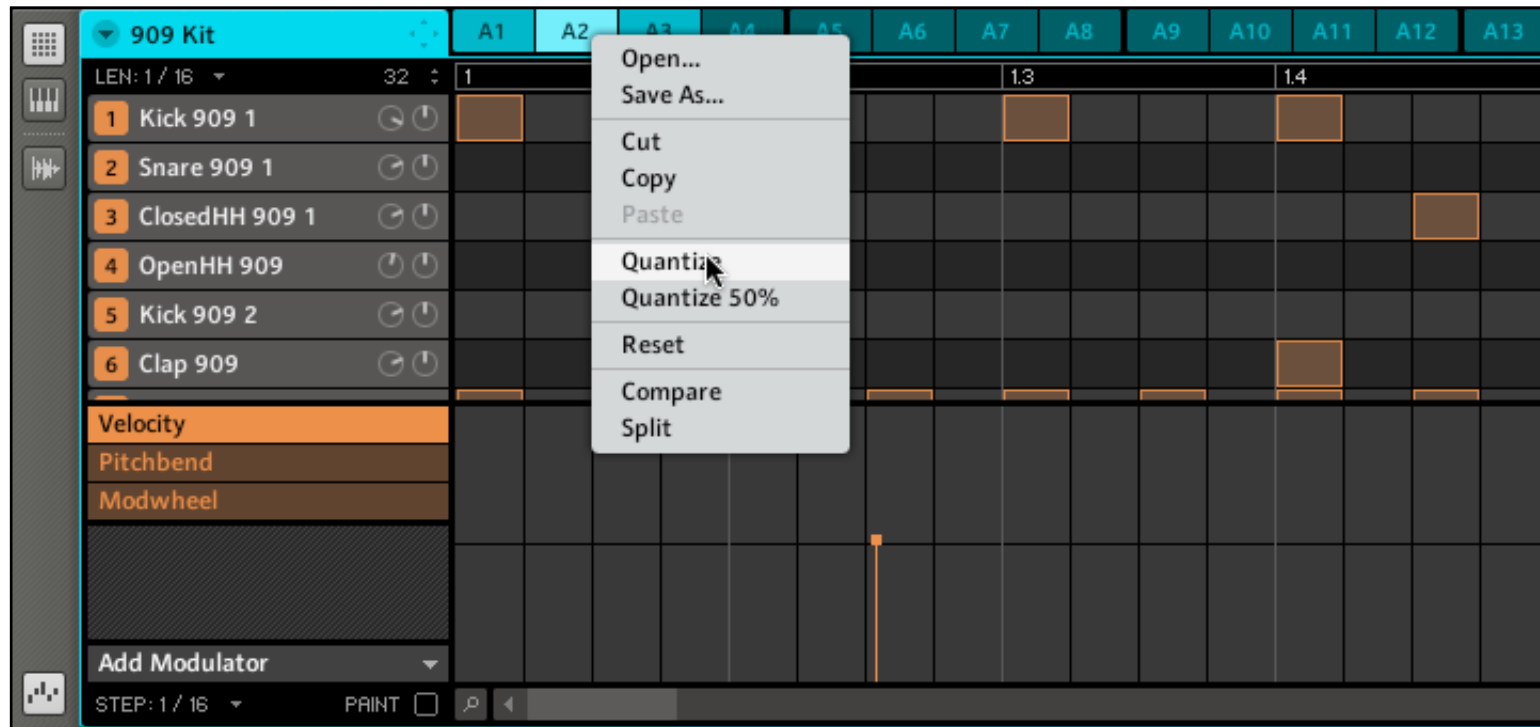 909 Kit A1 A2 A3 A4 A5 A6 A7 A8 A9 A10 A11 A12 A13
LEN: 1 / 16 32 1 1.3 1.4
1 Kick 909 1
2 Snare 909 1
3 ClosedHH 909 1
4 OpenHH 909
5 Kick 909 2
6 Clap 909
Open...
Save As...
Cut
Copy
Paste
Quantize
Quantize 50%
Reset
Compare
Split
Velocity
Pitchbend
Modwheel
Add Modulator
STEP: 1 / 16 PAINT